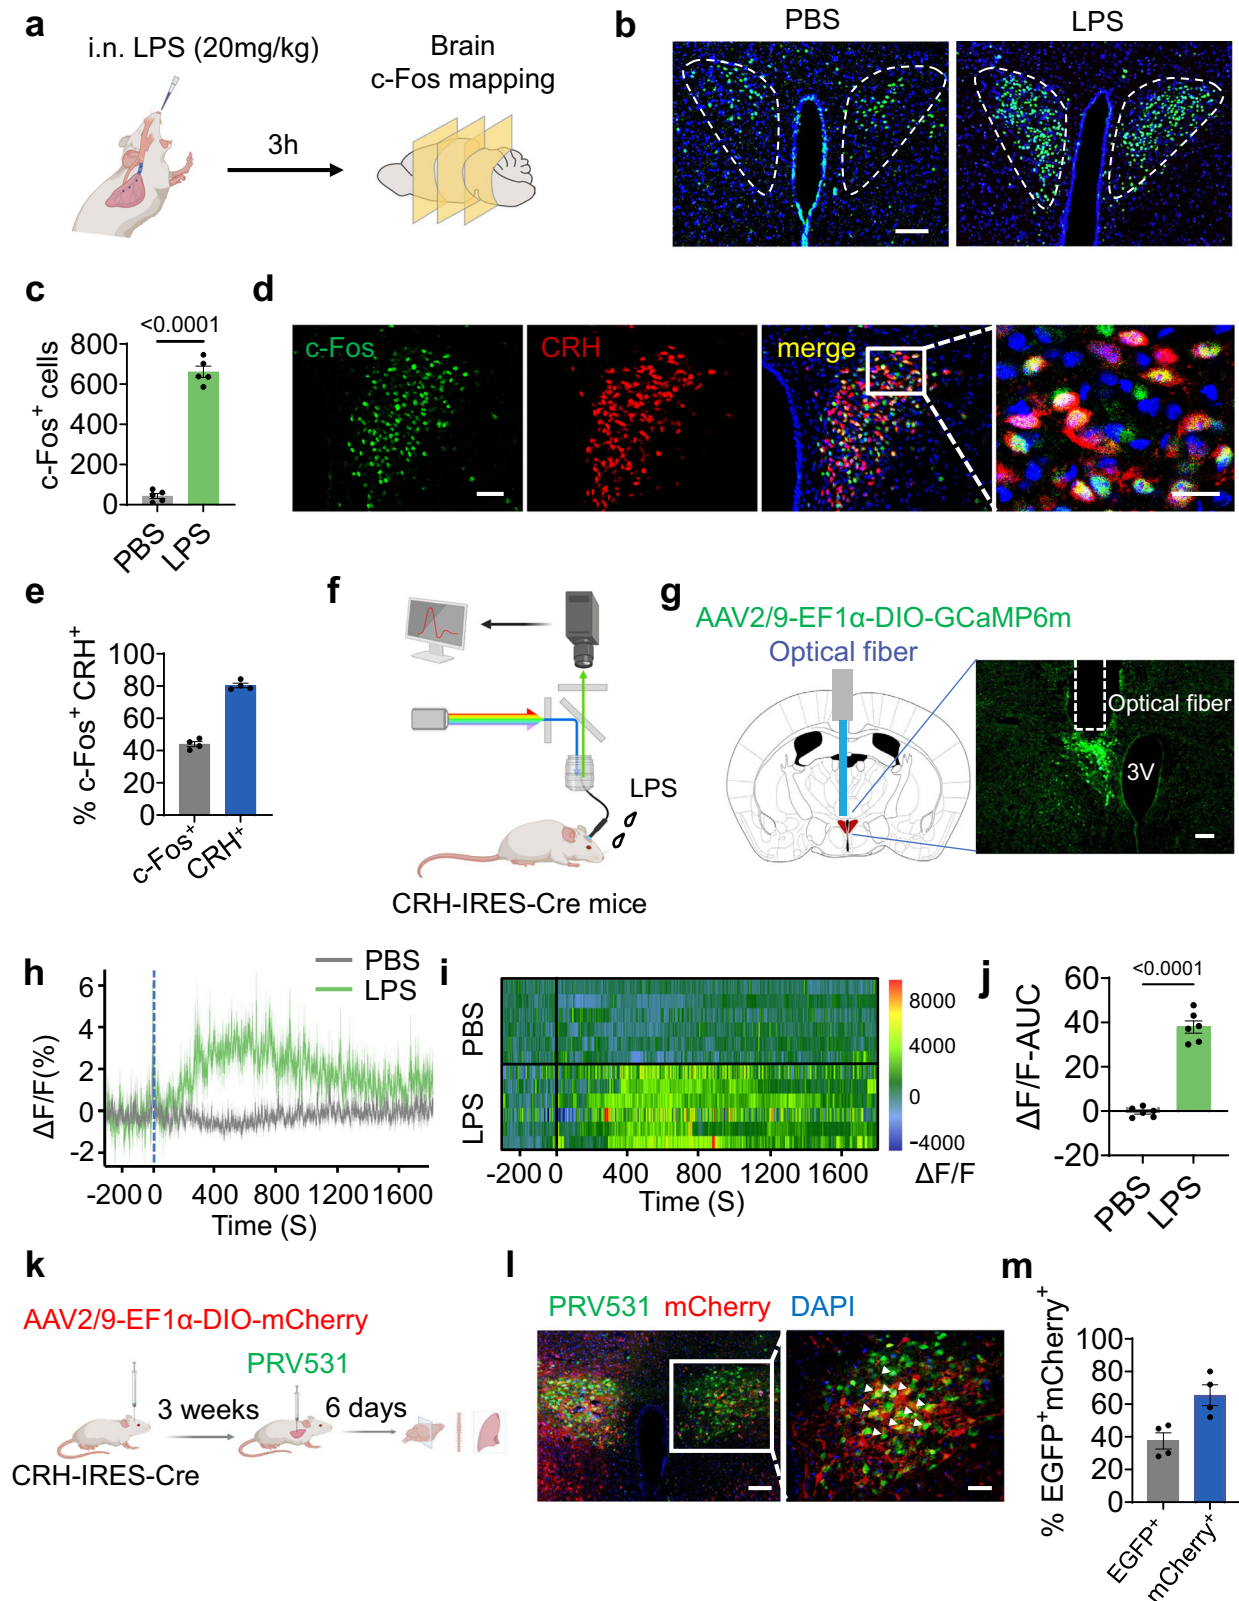 a
i.n. LPS (20mg/kg)
3h
Brain
c-Fos mapping
b
PBS
LPS
c
<0.0001
c-Fos⁺ cells
800
600
400
200
0
PBS
LPS
d
c-Fos
CRH
merge
e
% c-Fos⁺ CRH⁺
100
80
60
40
20
0
c-Fos⁺
CRH⁺
f
LPS
CRH-IRES-Cre mice
g
AAV2/9-EF1α-DIO-GCaMP6m
Optical fiber
Optical fiber
3V
h
PBS
LPS
ΔF/F(%)
6
4
2
0
-2
-200 0 400 800 1200 1600
Time (S)
i
PBS
LPS
8000
4000
0
-4000
ΔF/F
-200 0 400 800 1200 1600
Time (S)
j
<0.0001
ΔF/F-AUC
60
40
20
0
-20
PBS
LPS
k
AAV2/9-EF1α-DIO-mCherry
PRV531
3 weeks
6 days
CRH-IRES-Cre
l
PRV531 mCherry DAPI
m
% EGFP⁺mCherry⁺
100
80
60
40
20
0
EGFP⁺
mCherry⁺